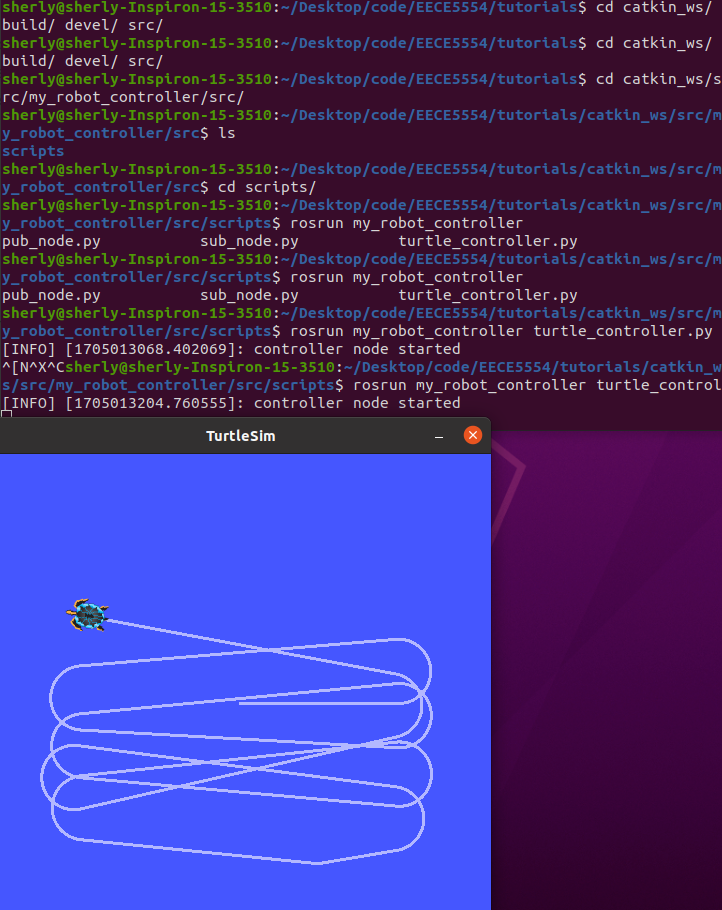 sherly@sherly-Inspiron-15-3510:~/Desktop/code/EECE5554/tutorials$ cd catkin_ws/
build/ devel/ src/
sherly@sherly-Inspiron-15-3510:~/Desktop/code/EECE5554/tutorials$ cd catkin_ws/
build/ devel/ src/
sherly@sherly-Inspiron-15-3510:~/Desktop/code/EECE5554/tutorials$ cd catkin_ws/s
rc/my_robot_controller/src/
sherly@sherly-Inspiron-15-3510:~/Desktop/code/EECE5554/tutorials/catkin_ws/src/m
y_robot_controller/src$ ls
scripts
sherly@sherly-Inspiron-15-3510:~/Desktop/code/EECE5554/tutorials/catkin_ws/src/m
y_robot_controller/src$ cd scripts/
sherly@sherly-Inspiron-15-3510:~/Desktop/code/EECE5554/tutorials/catkin_ws/src/m
y_robot_controller/src/scripts$ rosrun my_robot_controller
pub_node.py sub_node.py turtle_controller.py
sherly@sherly-Inspiron-15-3510:~/Desktop/code/EECE5554/tutorials/catkin_ws/src/m
y_robot_controller/src/scripts$ rosrun my_robot_controller
pub_node.py sub_node.py turtle_controller.py
sherly@sherly-Inspiron-15-3510:~/Desktop/code/EECE5554/tutorials/catkin_ws/src/m
y_robot_controller/src/scripts$ rosrun my_robot_controller turtle_controller.py
[INFO] [1705013068.402069]: controller node started
^[N^X^Csherly@sherly-Inspiron-15-3510:~/Desktop/code/EECE5554/tutorials/catkin_w
s/src/my_robot_controller/src/scripts$ rosrun my_robot_controller turtle_control
[INFO] [1705013204.760555]: controller node started
TurtleSim